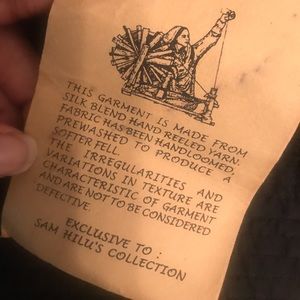 THIS GARMENT IS MADE FROM
SILK BLEND HAND REELED YARN.
FABRIC HAS BEEN HANDLOOMED,
PREWASHED TO PRODUCE A
SOFTER FELL.
THE IRREGULARITIES AND
VARIATIONS IN TEXTURE ARE
CHARACTERISTIC OF GARMENT
AND ARE NOT TO BE CONSIDERED
DEFECTIVE.
EXCLUSIVE TO :
SAM HILU'S COLLECTION